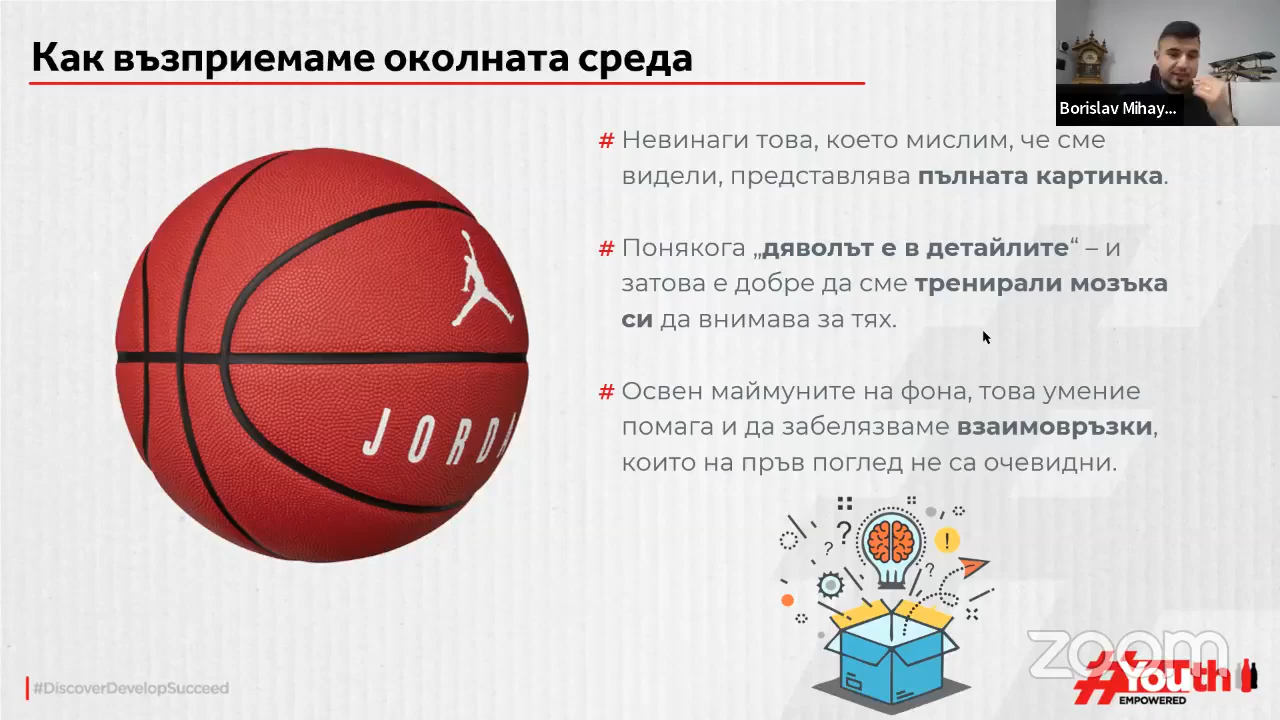 Как възприемаме околната среда
Borislav Mihay...
# Невинаги това, което мислим, че сме
видели, представлява пълната картинка.
# Понякога „дяволът е в детайлите“ – и
затова е добре да сме тренирали мозъка
си да внимава за тях.
# Освен маймуните на фона, това умение
помага и да забелязваме взаимовръзки,
които на пръв поглед не са очевидни.
JORDA
#DiscoverDevelopSucceed
zoom
#YOUth
EMPOWERED